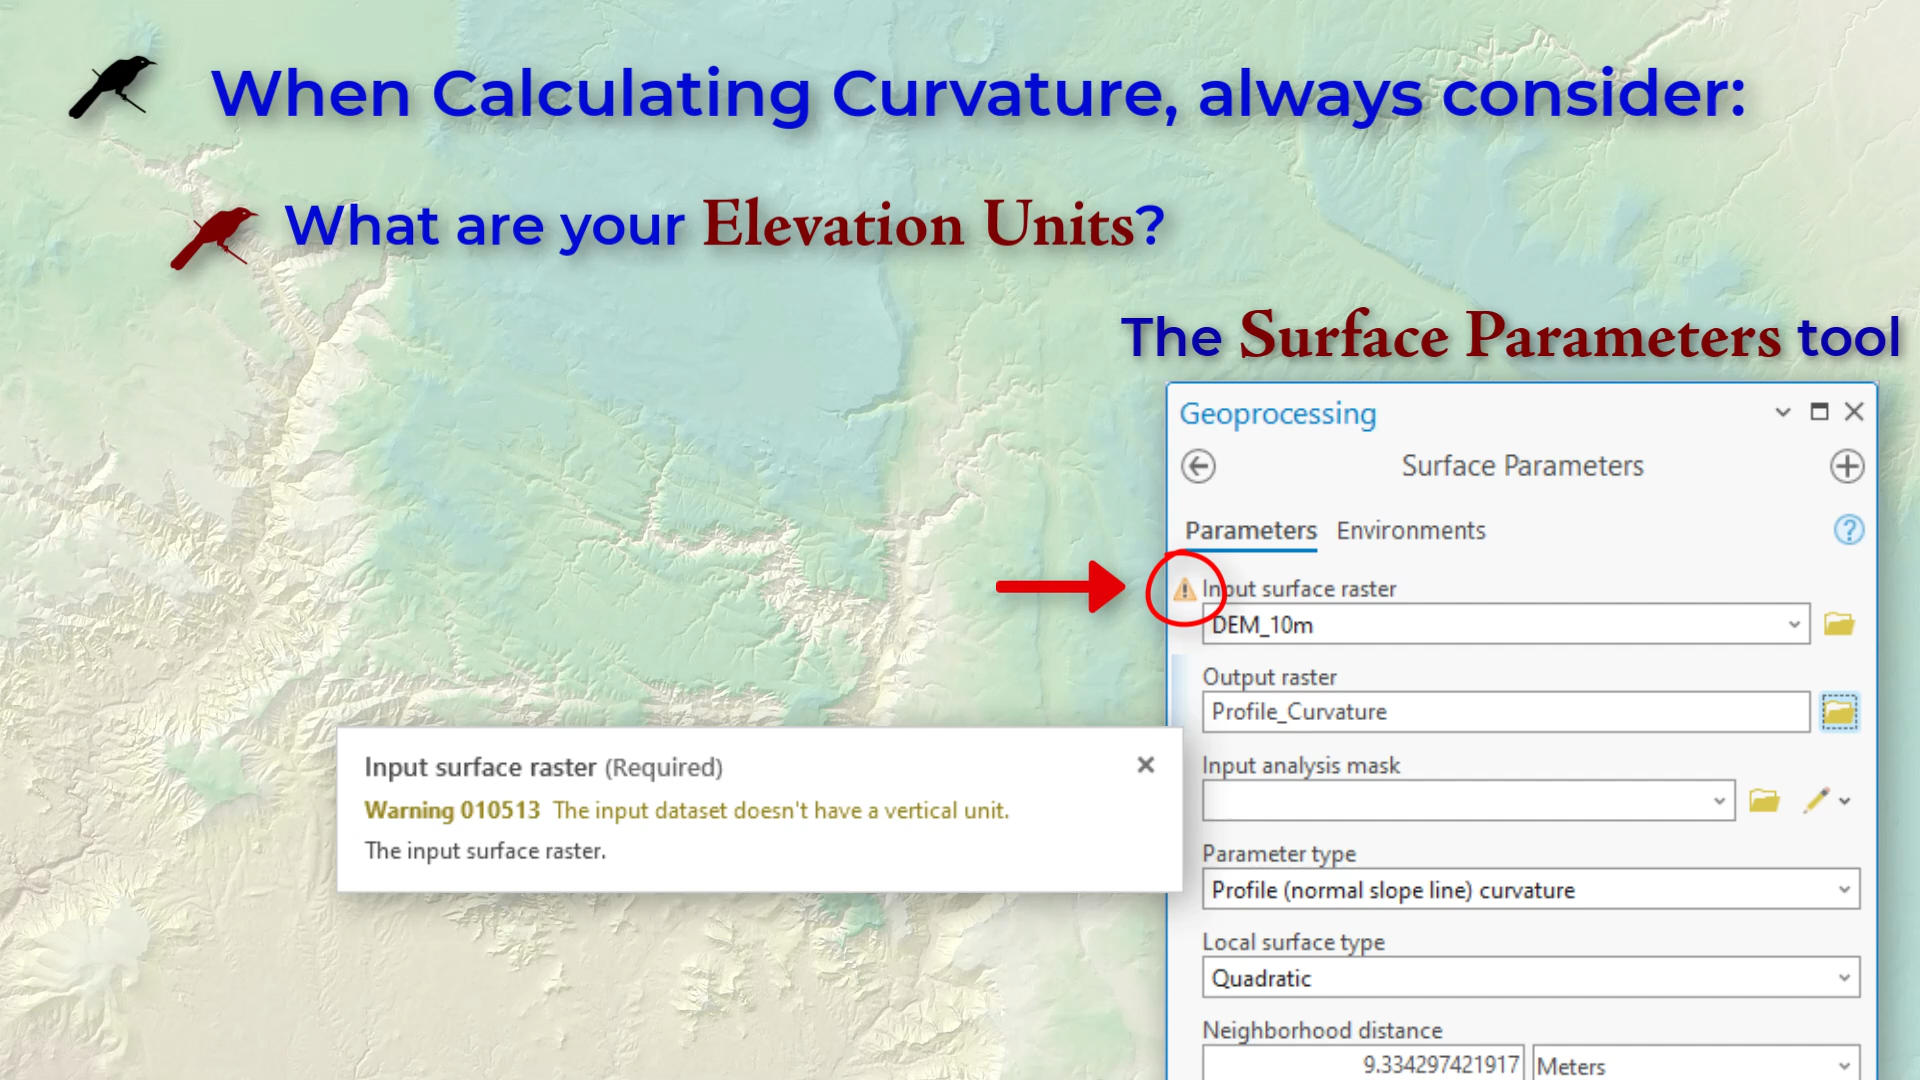 When Calculating Curvature, always consider:
What are your Elevation Units?
The Surface Parameters tool
Geoprocessing
Surface Parameters
Parameters Environments
Input surface raster
DEM_10m
Output raster
Profile_Curvature
Input surface raster (Required)
Warning 010513 The input dataset doesn't have a vertical unit.
The input surface raster.
Input analysis mask
Parameter type
Profile (normal slope line) curvature
Local surface type
Quadratic
Neighborhood distance
9.334297421917 Meters